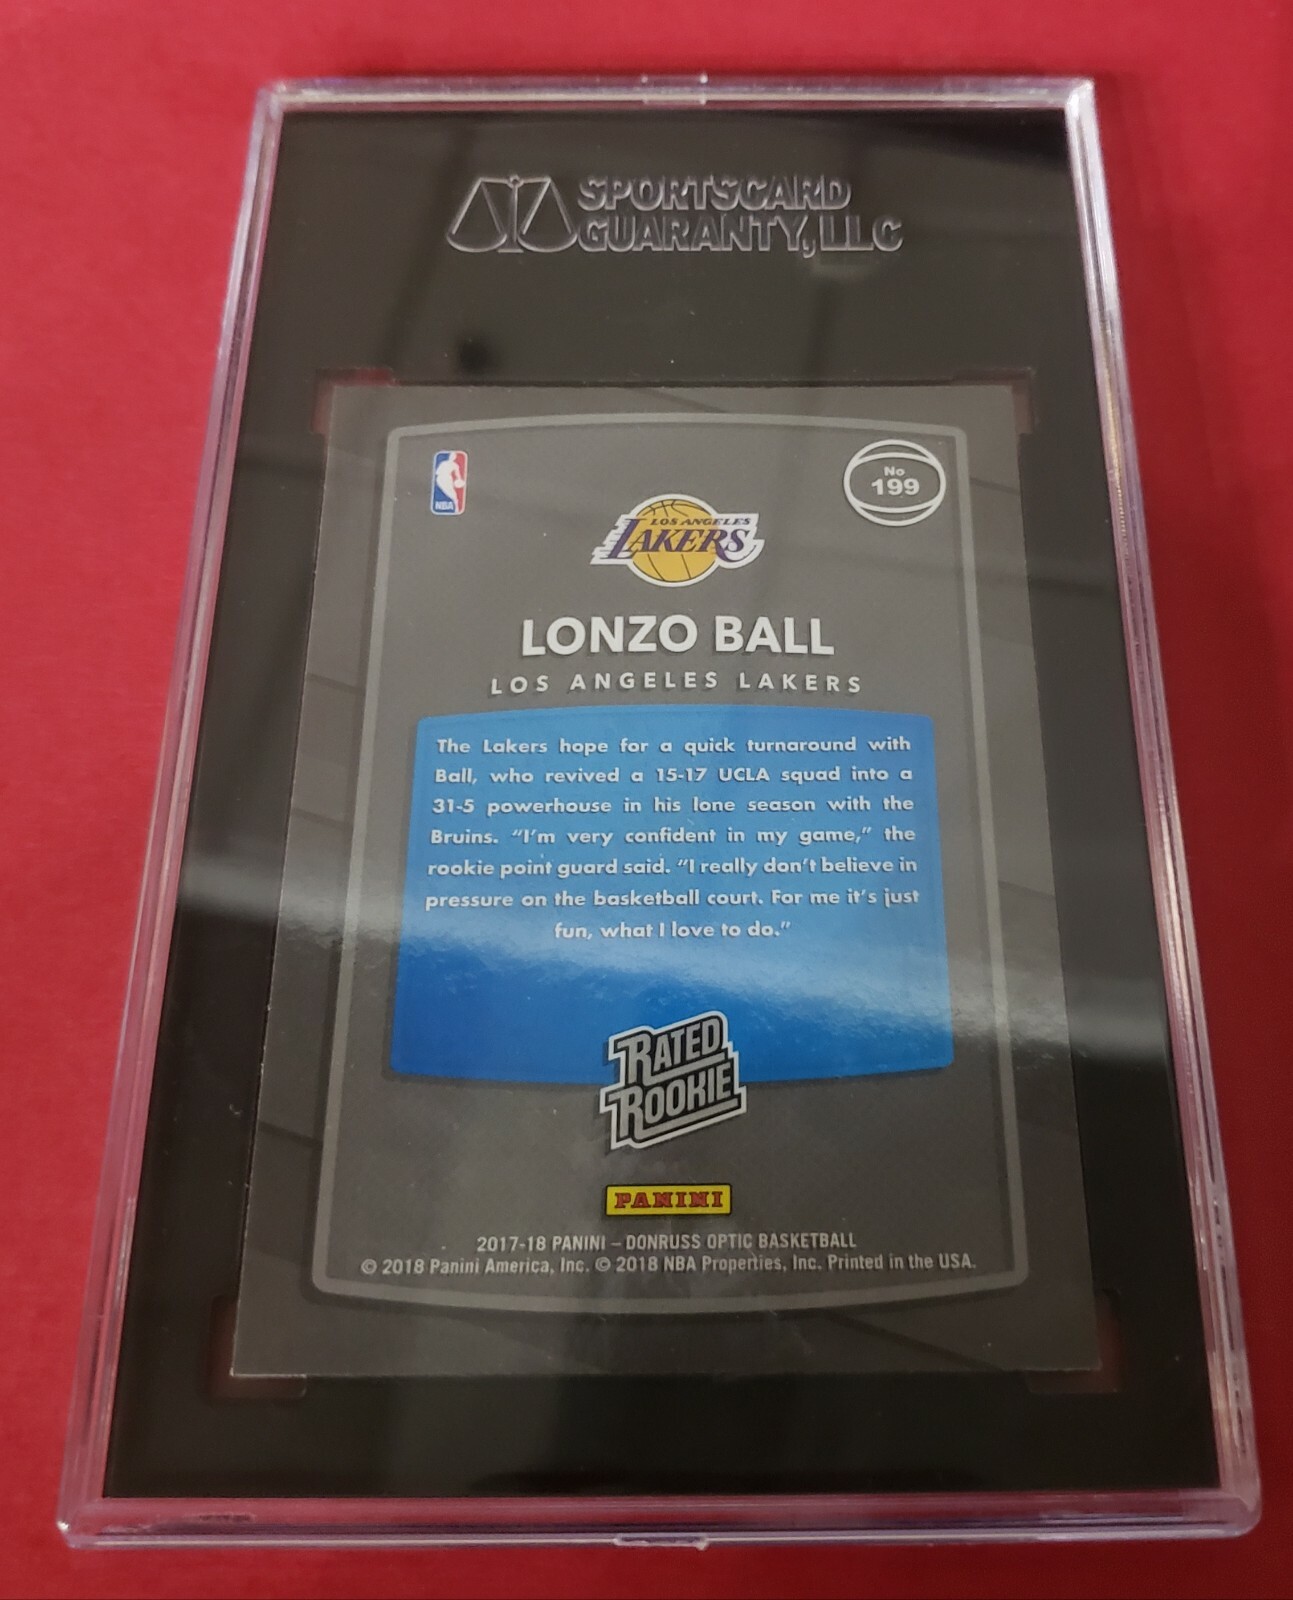 SPORTSCARD
GUARANTY, LLC
NBA
No
199
LOS ANGELES
LAKERS
LONZO BALL
LOS ANGELES LAKERS
The Lakers hope for a quick turnaround with
Ball, who revived a 15-17 UCLA squad into a
31-5 powerhouse in his lone season with the
Bruins. “I’m very confident in my game,” the
rookie point guard said. “I really don’t believe in
pressure on the basketball court. For me it’s just
fun, what I love to do.”
RATED
ROOKIE
PANINI
2017-18 PANINI – DONRUSS OPTIC BASKETBALL
© 2018 Panini America, Inc. © 2018 NBA Properties, Inc. Printed in the USA.